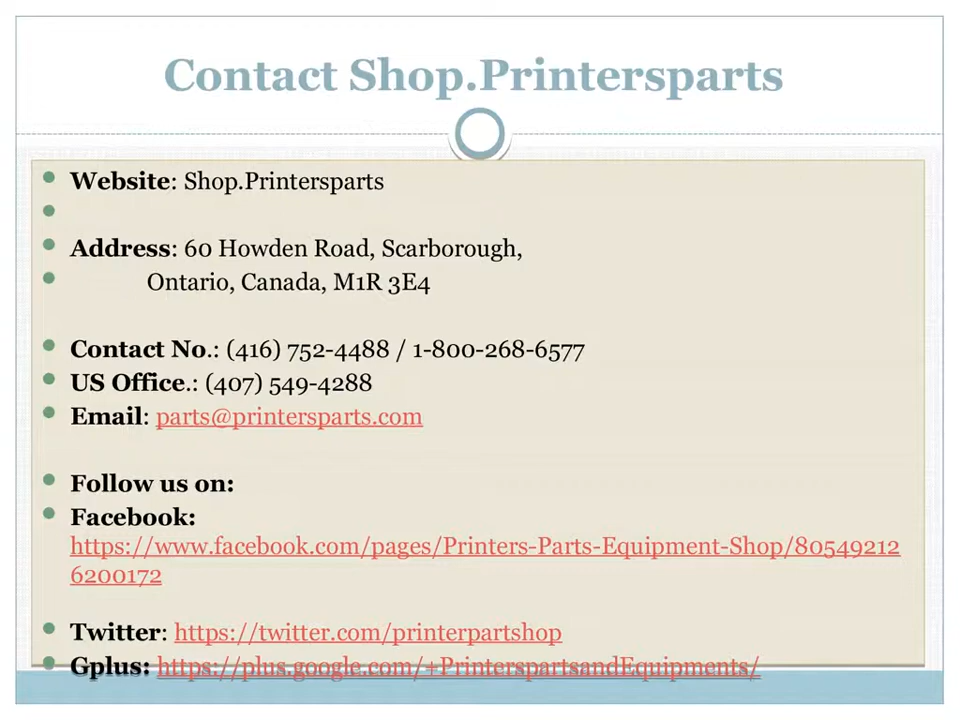 Contact Shop.Printersparts
Website: Shop.Printersparts
Address: 60 Howden Road, Scarborough,
Ontario, Canada, M1R 3E4
Contact No.: (416) 752-4488 / 1-800-268-6577
US Office.: (407) 549-4288
Email: parts@printersparts.com
Follow us on:
Facebook:
https://www.facebook.com/pages/Printers-Parts-Equipment-Shop/80549212
6200172
Twitter: https://twitter.com/printerpartshop
Gplus: https://plus.google.com/+PrinterspartsandEquipments/